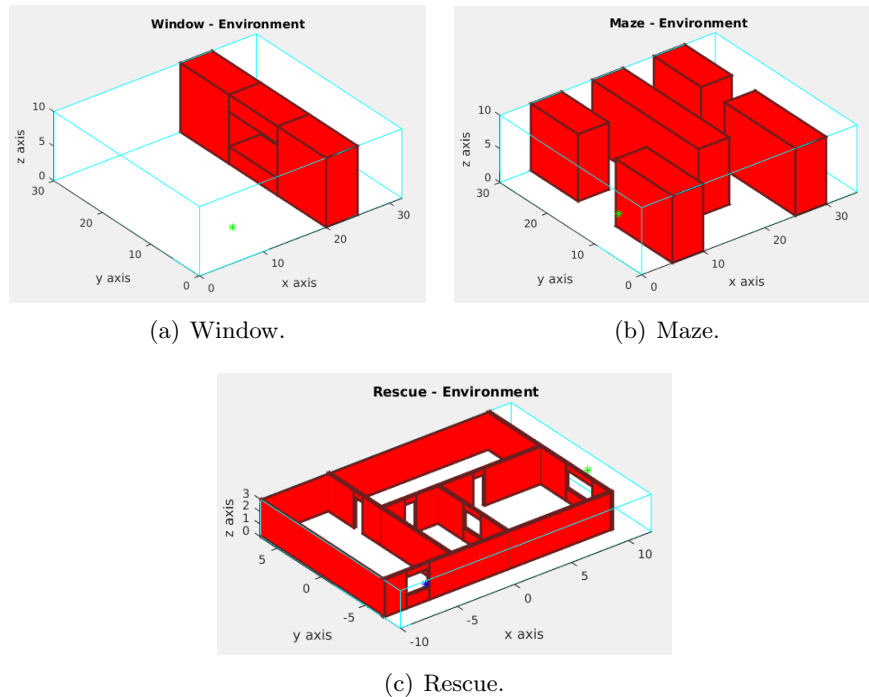 Window - Environment
10
5
0
z axis
30
20
10
0
y axis
0
10
20
30
x axis
(a) Window.
Maze - Environment
10
5
0
z axis
30
20
10
0
y axis
0
10
20
30
x axis
(b) Maze.
Rescue - Environment
3
2
1
0
z axis
5
0
-5
y axis
-10
-5
0
5
10
x axis
(c) Rescue.